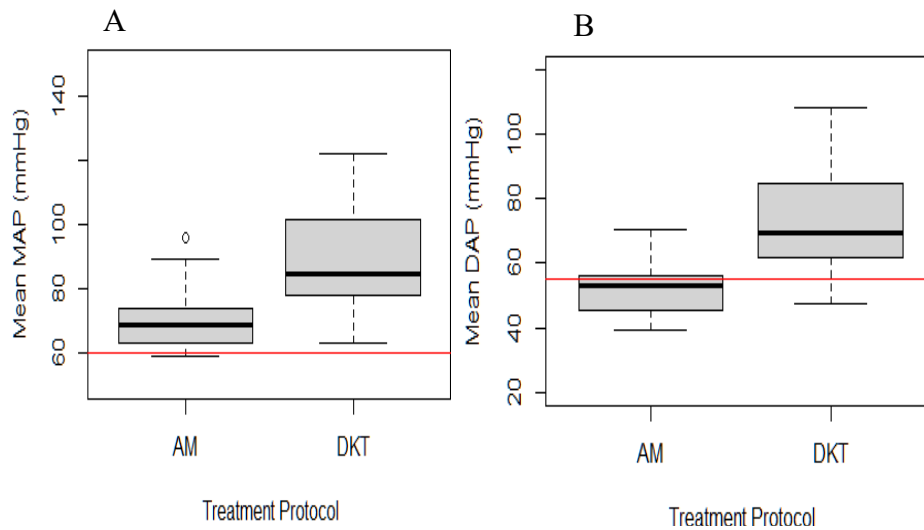 A
Mean MAP (mmHg)
140
100
80
60
AM
DKT
Treatment Protocol
B
Mean DAP (mmHg)
100
80
60
40
20
AM
DKT
Treatment Protocol